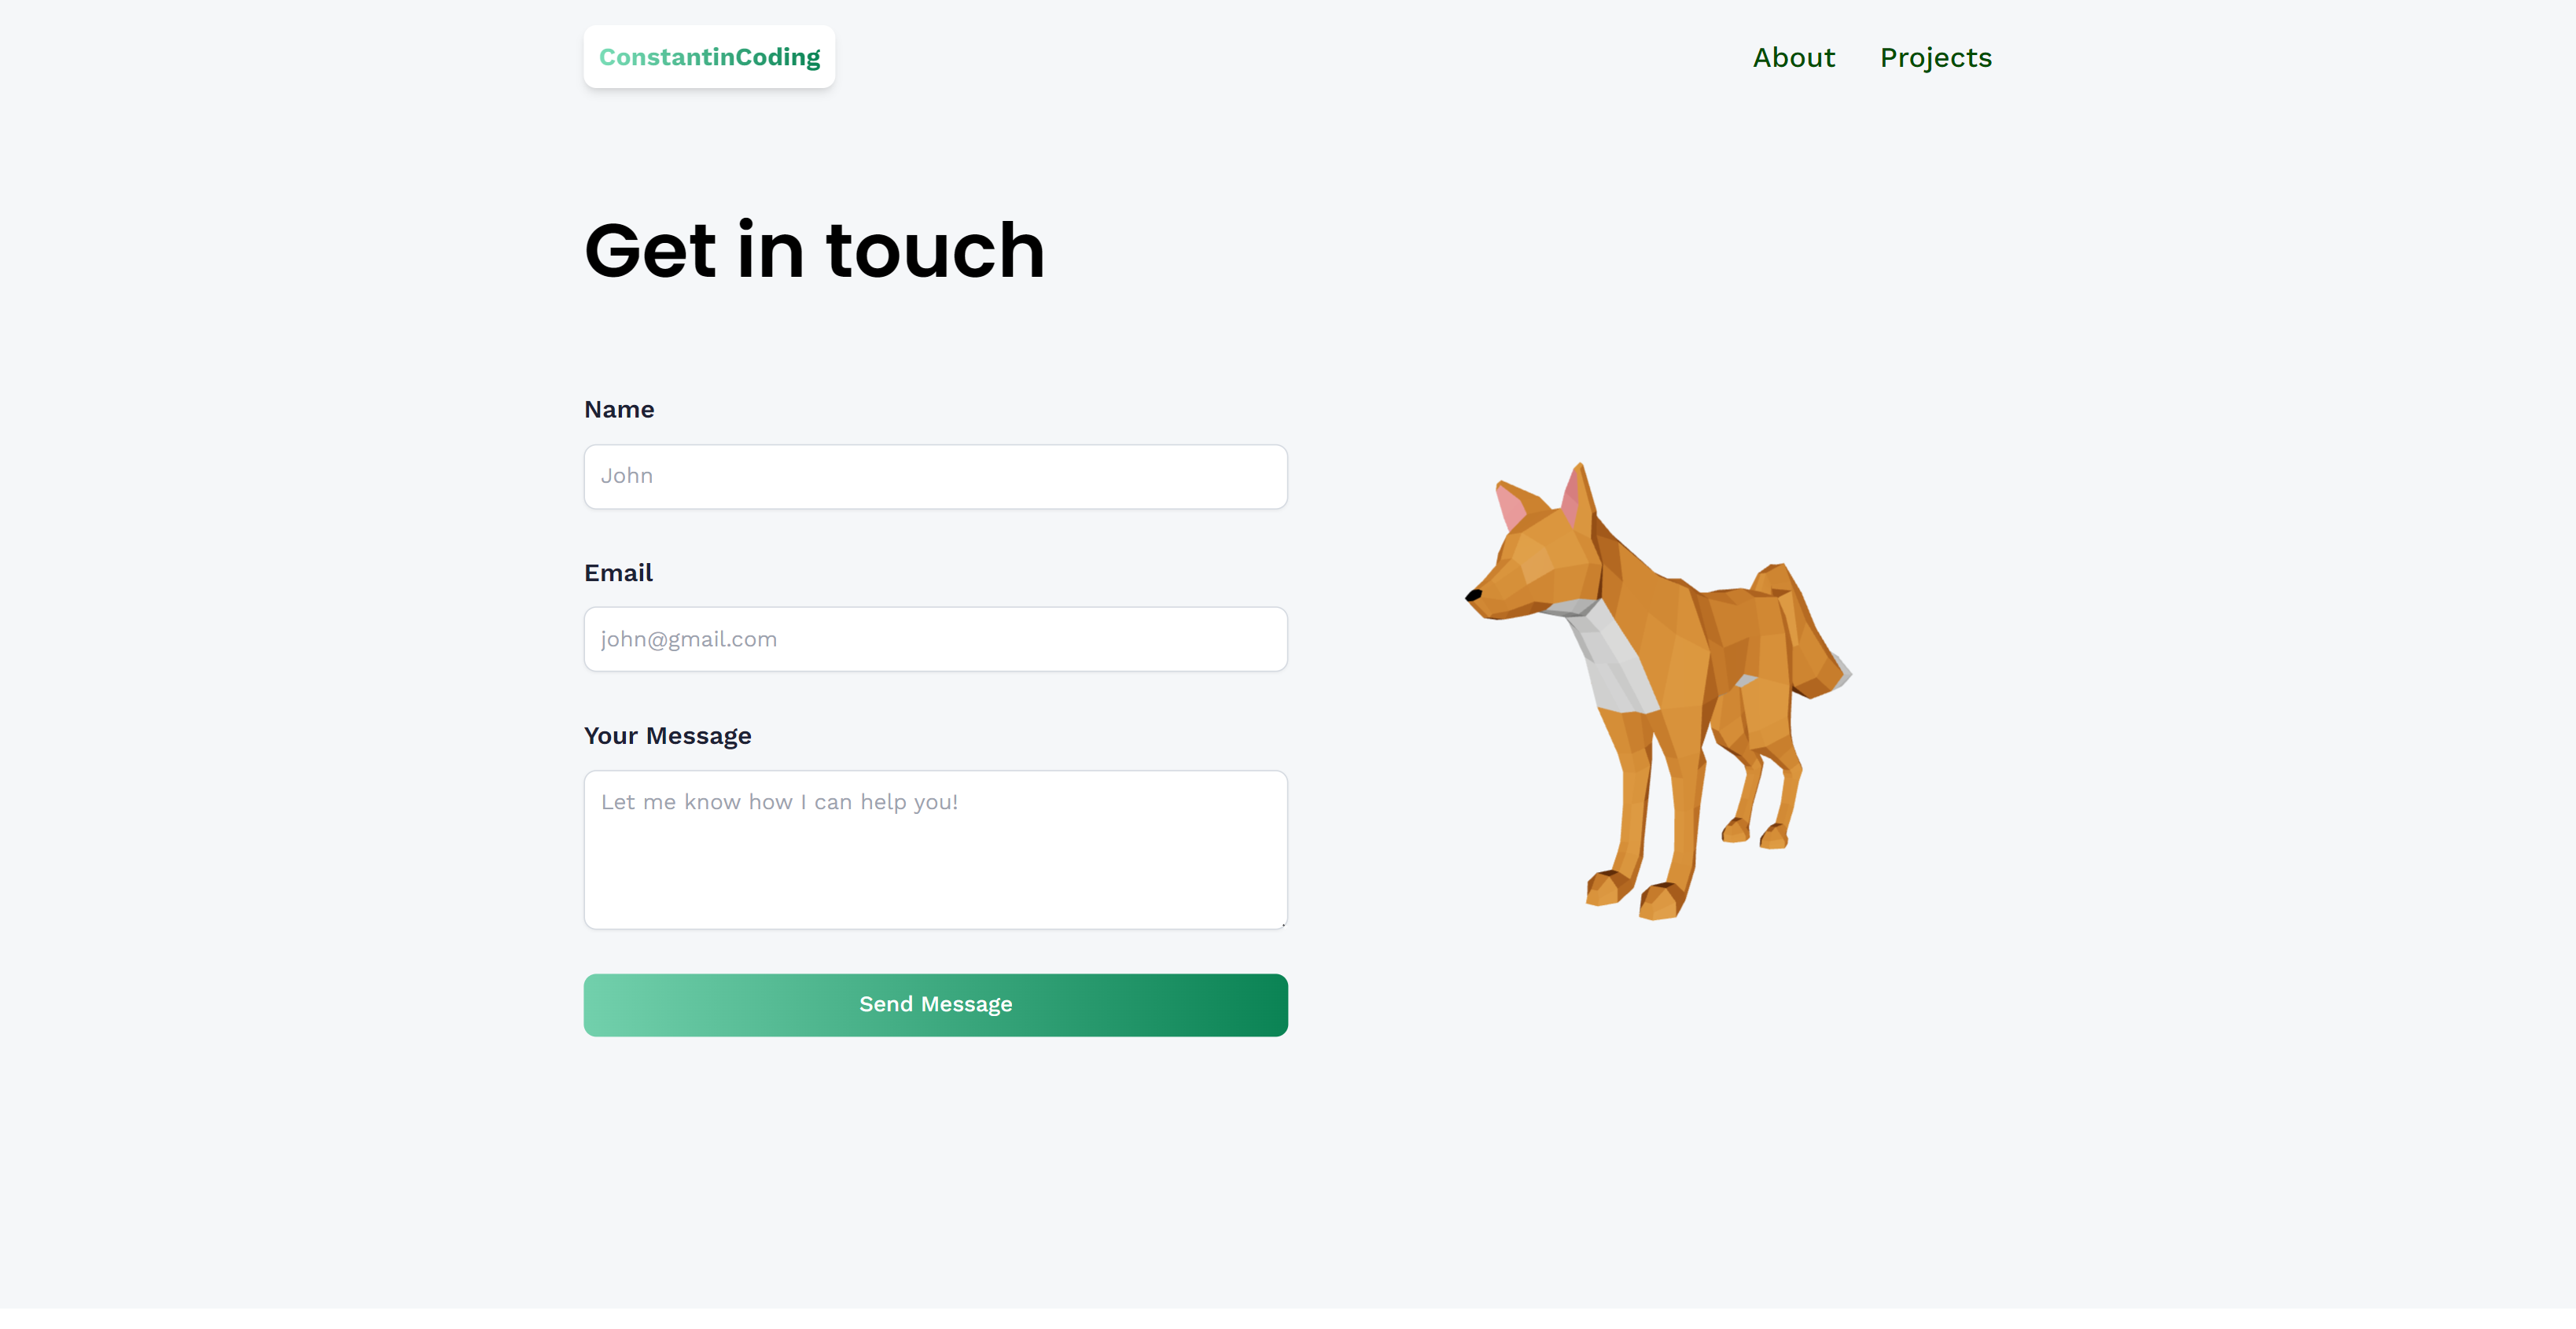 ConstantinCoding
About Projects
Get in touch
Name
John
Email
john@gmail.com
Your Message
Let me know how I can help you!
Send Message